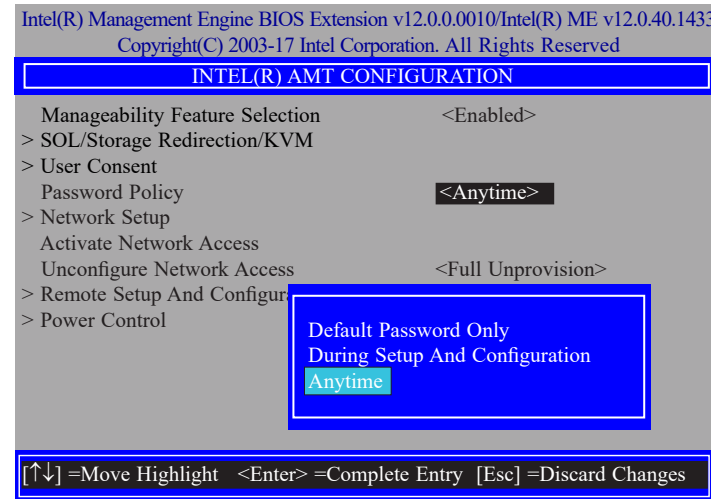 Intel(R) Management Engine BIOS Extension v12.0.0.0010/Intel(R) ME v12.0.40.1433
Copyright(C) 2003-17 Intel Corporation. All Rights Reserved
INTEL(R) AMT CONFIGURATION
Manageability Feature Selection <Enabled>
> SOL/Storage Redirection/KVM
> User Consent
Password Policy <Anytime>
> Network Setup
Activate Network Access
Unconfigure Network Access <Full Unprovision>
> Remote Setup And Configura
> Power Control
Default Password Only
During Setup And Configuration
Anytime
[↑↓] =Move Highlight <Enter> =Complete Entry [Esc] =Discard Changes